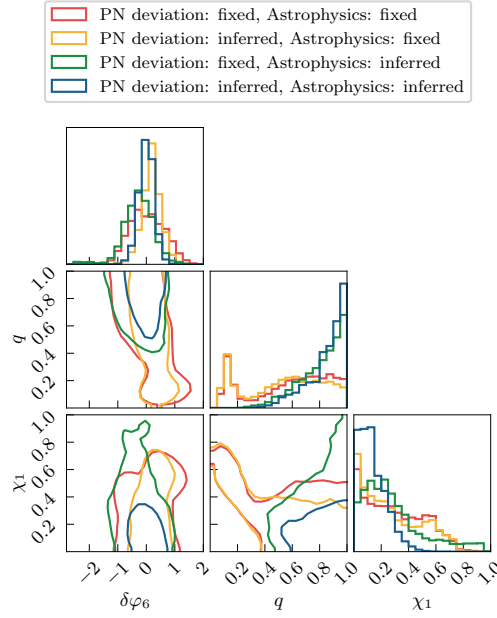 PN deviation: fixed, Astrophysics: fixed
PN deviation: inferred, Astrophysics: fixed
PN deviation: fixed, Astrophysics: inferred
PN deviation: inferred, Astrophysics: inferred
1.0
0.8
0.6
0.4
0.2
q
0.8
0.6
0.4
0.2
χ₁
−2
−1
0
1
2
0.2
0.4
0.6
0.8
1.0
0.2
0.4
0.6
0.8
1.0
δφ₆
q
χ₁